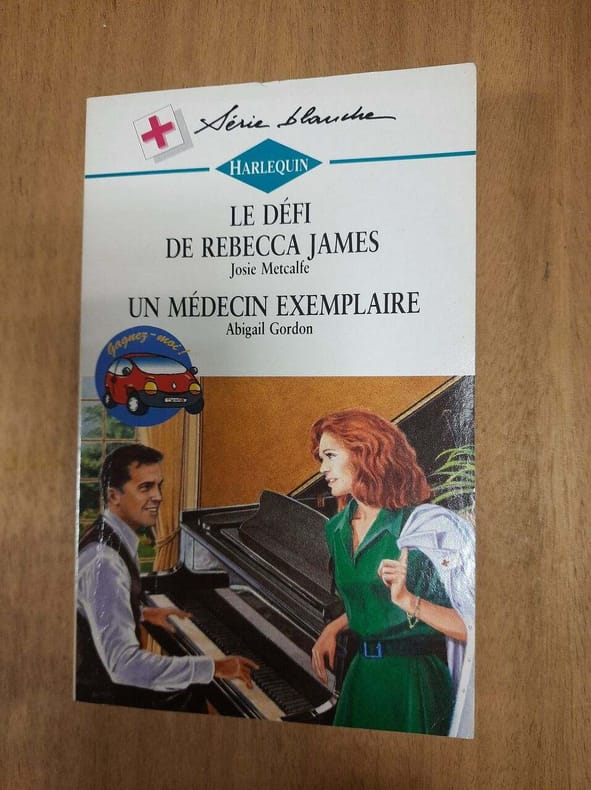 Série blanche
HARLEQUIN
LE DÉFI
DE REBECCA JAMES
Josie Metcalfe
UN MÉDECIN EXEMPLAIRE
Abigail Gordon
Gagnez-moi !